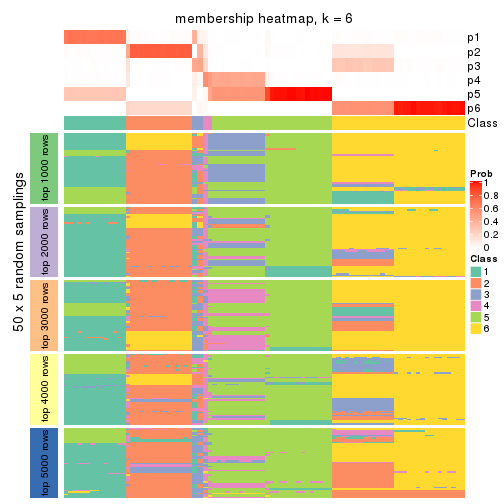 membership heatmap, k = 6
p1
p2
p3
p4
p5
p6
Class
50 x 5 random samplings
top 1000 rows
top 2000 rows
top 3000 rows
top 4000 rows
top 5000 rows
Prob
1
0.8
0.6
0.4
0.2
0
Class
1
2
3
4
5
6